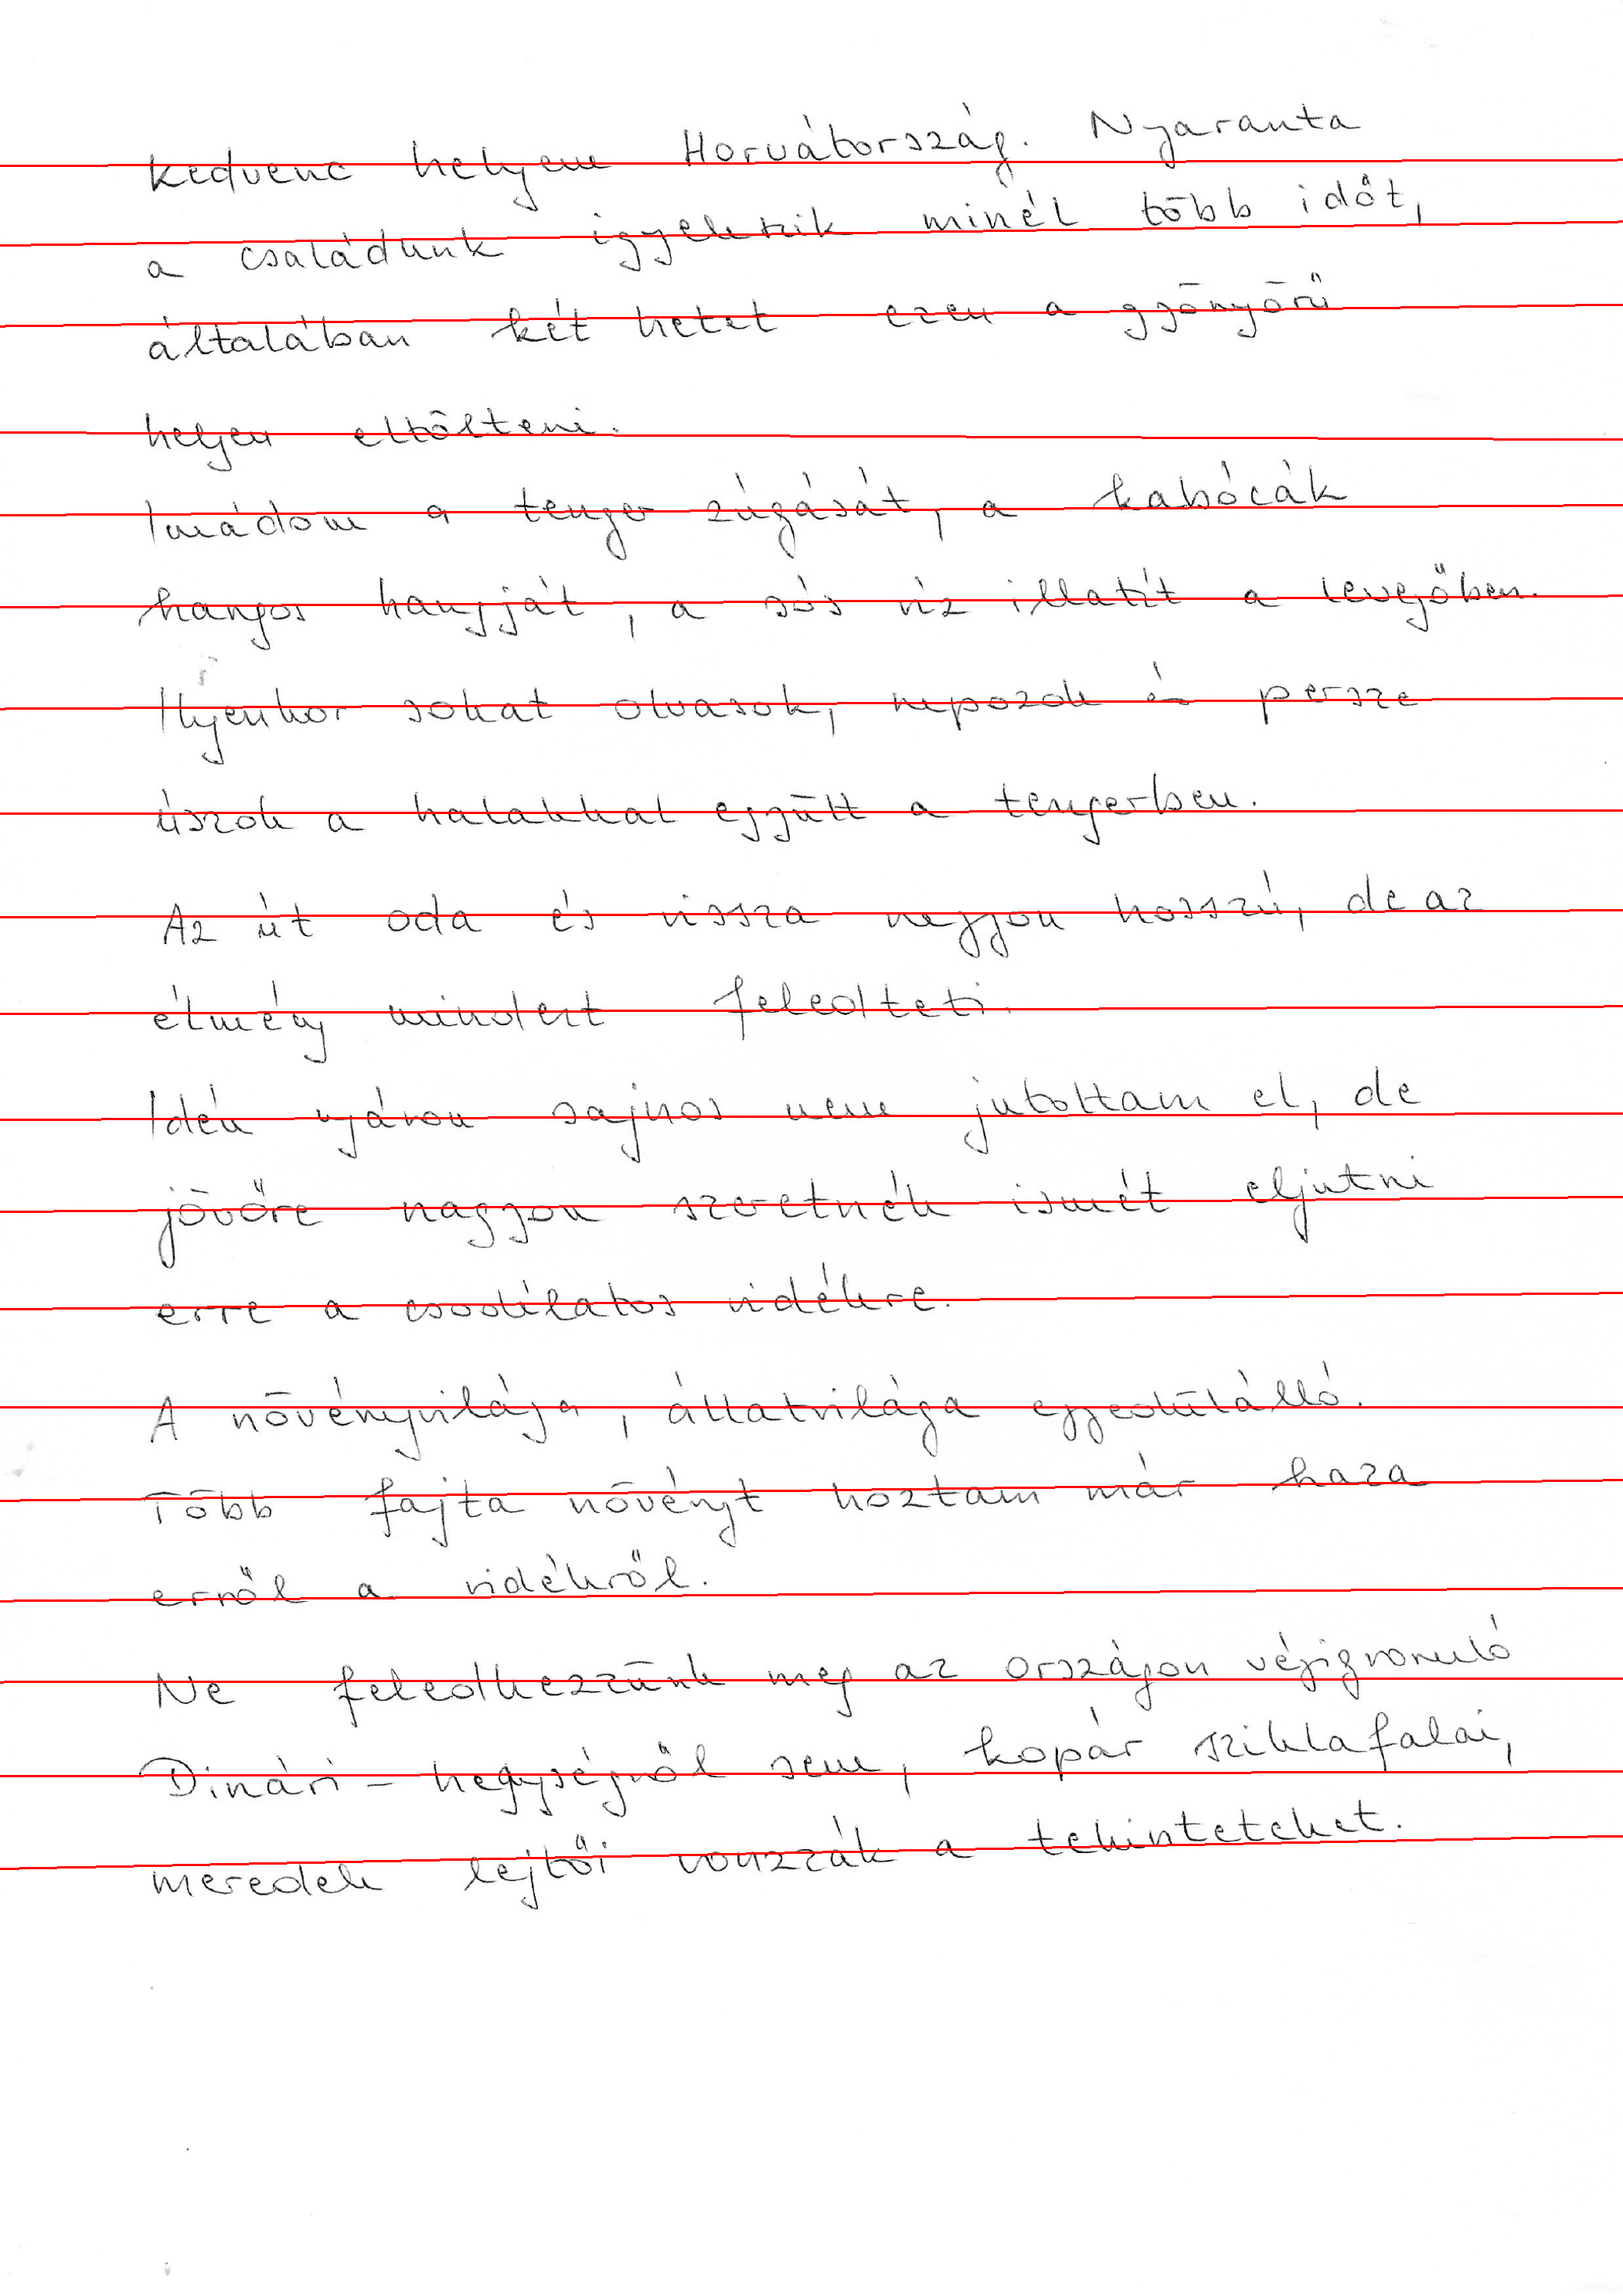 Kedvenc helyem Horvátország. Nyaranta
a családunk igyekszik minél több időt,
általában két hetet ezen a gyönyörű
helyen eltölteni.
Imádom a tenger zúgását, a kabócák
hangos hangját, a sós víz illatát a levegőben.
Ilyenkor sokat olvasok, napozok és persze
úszok a halakkal együtt a tengerben.
Az út oda és vissza nagyon hosszú, de az
élmény mindezt feledteti.
Idén nyáron sajnos nem jutottam el, de
jövőre nagyon szeretnék ismét eljutni
erre a csodálatos vidékre.
A növényvilága, állatvilága egyedülálló.
Több fajta növényt hoztam már haza
erről a vidékről.
Ne feledkezzünk meg az országon végigvonuló
Dinári-hegységről sem, kopár sziklafalai,
meredek lejtői vonzzák a tekinteteket.